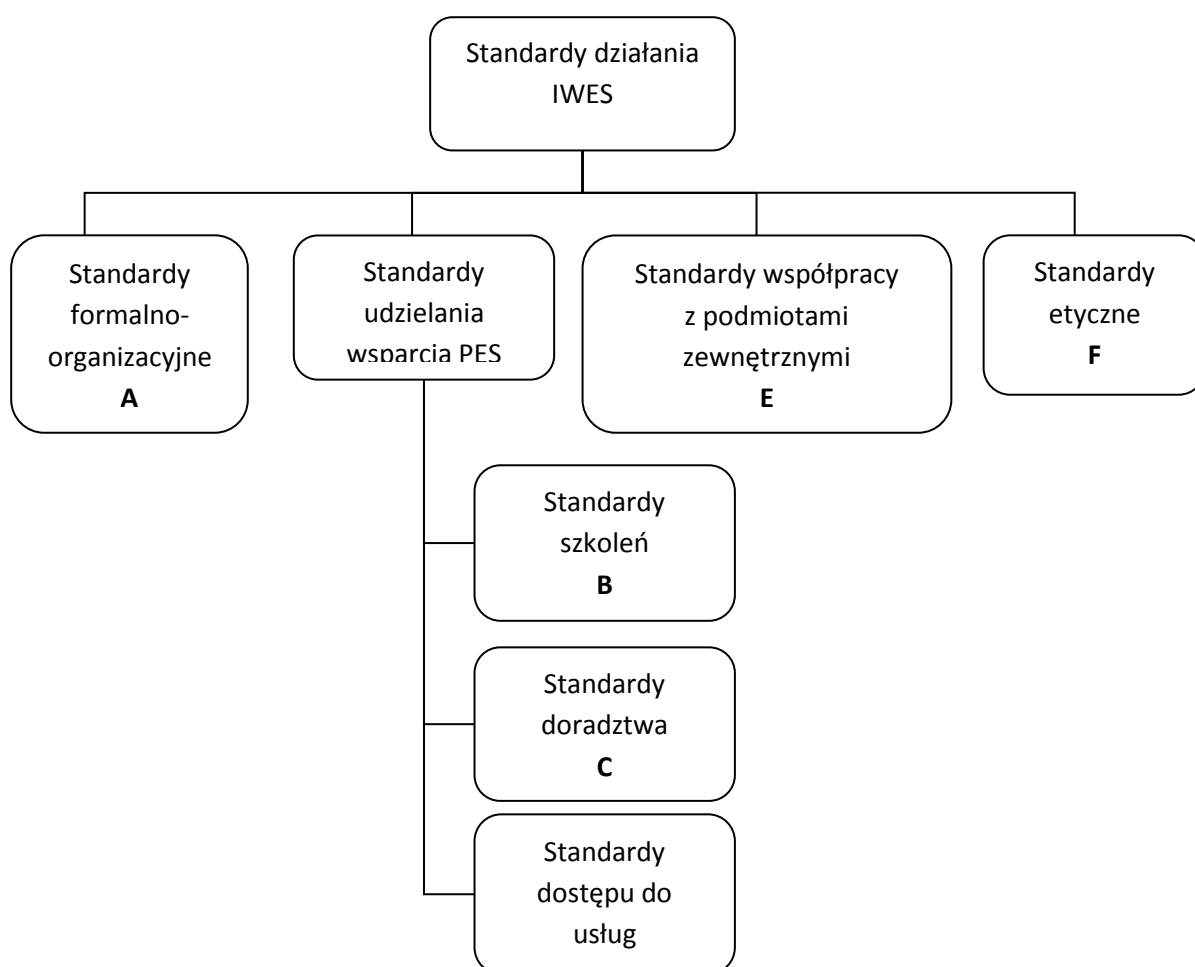 Standardy działania
IWES
Standardy
formalno-
organizacyjne
A
Standardy
udzielania
wsparcia PES
Standardy współpracy
z podmiotami
zewnętrznymi
E
Standardy
etyczne
F
Standardy
szkoleń
B
Standardy
doradztwa
C
Standardy
dostępu do
usług